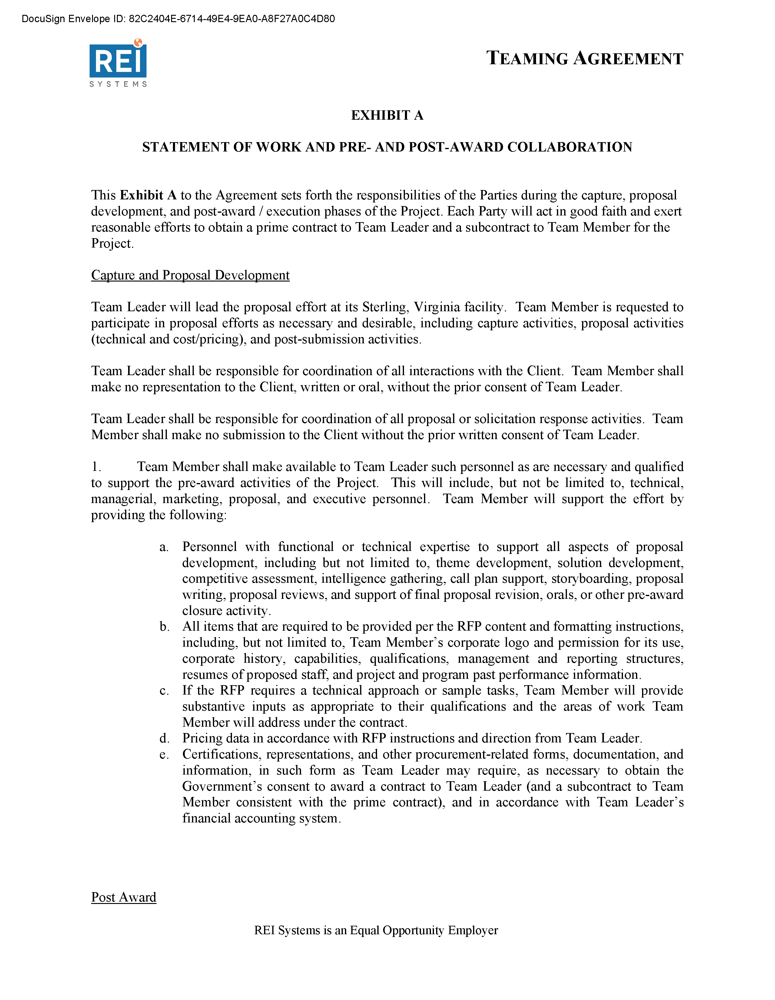 DocuSign Envelope ID: 82C2404E-6714-49E4-9EA0-A8F27A0C4D80
REI
SYSTEMS
TEAMING AGREEMENT
EXHIBIT A
STATEMENT OF WORK AND PRE- AND POST-AWARD COLLABORATION
This Exhibit A to the Agreement sets forth the responsibilities of the Parties during the capture, proposal
development, and post-award / execution phases of the Project. Each Party will act in good faith and exert
reasonable efforts to obtain a prime contract to Team Leader and a subcontract to Team Member for the
Project.
Capture and Proposal Development
Team Leader will lead the proposal effort at its Sterling, Virginia facility. Team Member is requested to
participate in proposal efforts as necessary and desirable, including capture activities, proposal activities
(technical and cost/pricing), and post-submission activities.
Team Leader shall be responsible for coordination of all interactions with the Client. Team Member shall
make no representation to the Client, written or oral, without the prior consent of Team Leader.
Team Leader shall be responsible for coordination of all proposal or solicitation response activities. Team
Member shall make no submission to the Client without the prior written consent of Team Leader.
1. Team Member shall make available to Team Leader such personnel as are necessary and qualified
to support the pre-award activities of the Project. This will include, but not be limited to, technical,
managerial, marketing, proposal, and executive personnel. Team Member will support the effort by
providing the following:
a. Personnel with functional or technical expertise to support all aspects of proposal
development, including but not limited to, theme development, solution development,
competitive assessment, intelligence gathering, call plan support, storyboarding, proposal
writing, proposal reviews, and support of final proposal revision, orals, or other pre-award
closure activity.
b. All items that are required to be provided per the RFP content and formatting instructions,
including, but not limited to, Team Member’s corporate logo and permission for its use,
corporate history, capabilities, qualifications, management and reporting structures,
resumes of proposed staff, and project and program past performance information.
c. If the RFP requires a technical approach or sample tasks, Team Member will provide
substantive inputs as appropriate to their qualifications and the areas of work Team
Member will address under the contract.
d. Pricing data in accordance with RFP instructions and direction from Team Leader.
e. Certifications, representations, and other procurement-related forms, documentation, and
information, in such form as Team Leader may require, as necessary to obtain the
Government’s consent to award a contract to Team Leader (and a subcontract to Team
Member consistent with the prime contract), and in accordance with Team Leader’s
financial accounting system.
Post Award
REI Systems is an Equal Opportunity Employer